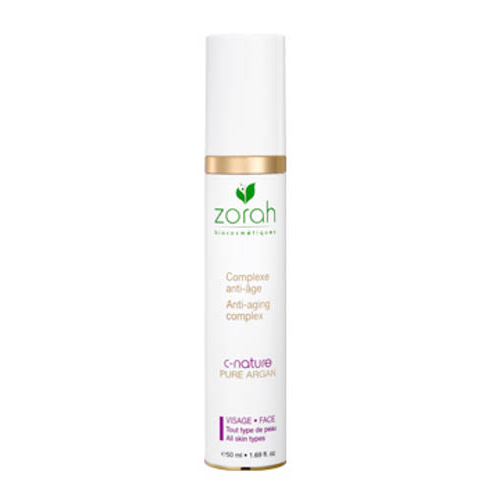 zorah
biocosmétiques
Complexe
anti-âge
Anti-aging
complex
c-nature
PURE ARGAN
VISAGE • FACE
Tout type de peau
All skin types
e50 ml • 1.69 fl. oz